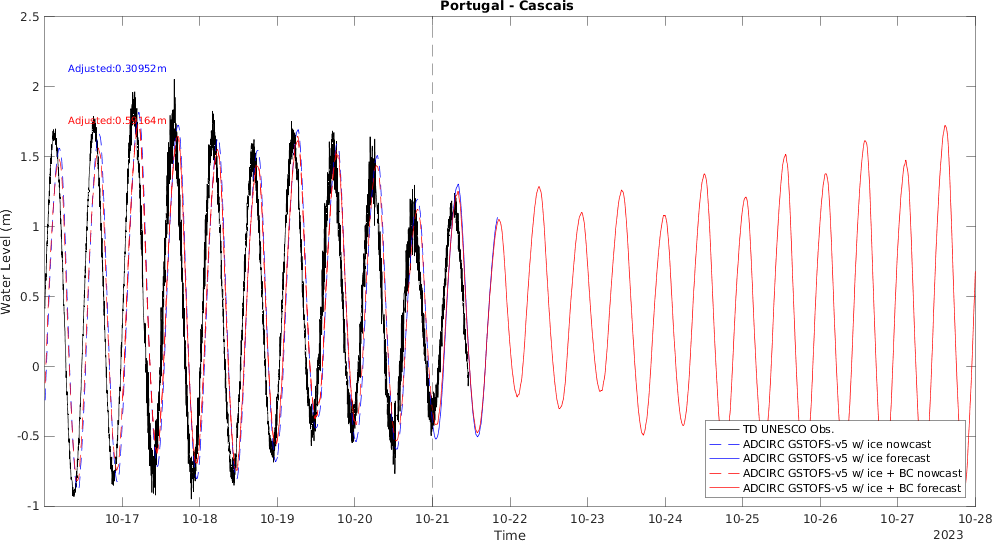 Portugal - Cascais
2.5
2
1.5
1
0.5
0
-0.5
-1
Water Level (m)
Adjusted:0.30952m
TD UNESCO Obs.
ADCIRC GSTOFS-v5 w/ ice nowcast
ADCIRC GSTOFS-v5 w/ ice forecast
ADCIRC GSTOFS-v5 w/ ice + BC nowcast
ADCIRC GSTOFS-v5 w/ ice + BC forecast
10-17 10-18 10-19 10-20 10-21 10-22 10-23 10-24 10-25 10-26 10-27 10-28
Time
2023